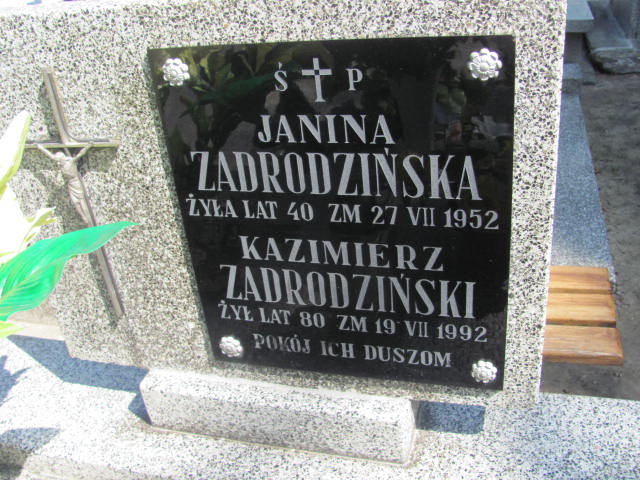 Ś P
JANINA
ZADRODZIŃSKA
ŻYŁA LAT 40 ZM 27 VII 1952
KAZIMIERZ
ZADRODZIŃSKI
ŻYŁ LAT 80 ZM 19 VII 1992
POKÓJ ICH DUSZOM